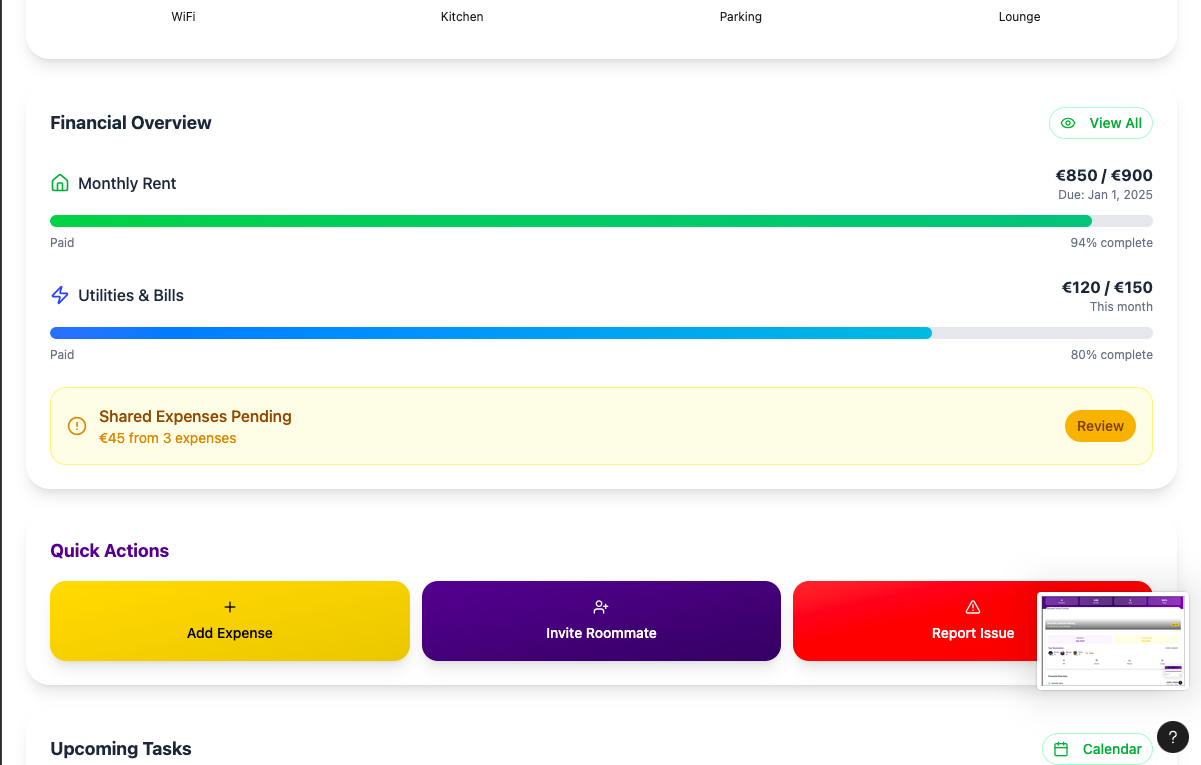 WiFi
Kitchen
Parking
Lounge
Financial Overview
View All
Monthly Rent
€850 / €900
Due: Jan 1, 2025
Paid
94% complete
Utilities & Bills
€120 / €150
This month
Paid
80% complete
Shared Expenses Pending
€45 from 3 expenses
Review
Quick Actions
Add Expense
Invite Roommate
Report Issue
Upcoming Tasks
Calendar
?